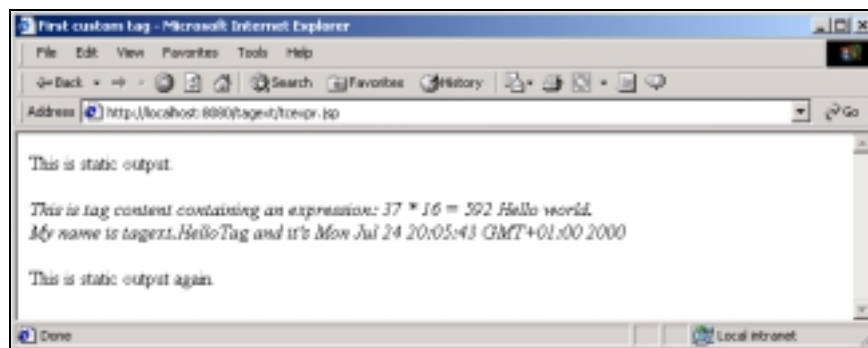 First custom tag - Microsoft Internet Explorer
File Edit View Favorites Tools Help
Back Search Favorites History
Address http://localhost:8080/tagext/tcexpr.jsp Go
This is static output.
This is tag content containing an expression: 37 * 16 = 592 Hello world.
My name is tagext.HelloTag and it's Mon Jul 24 20:05:43 GMT+01:00 2000
This is static output again.
Done Local intranet